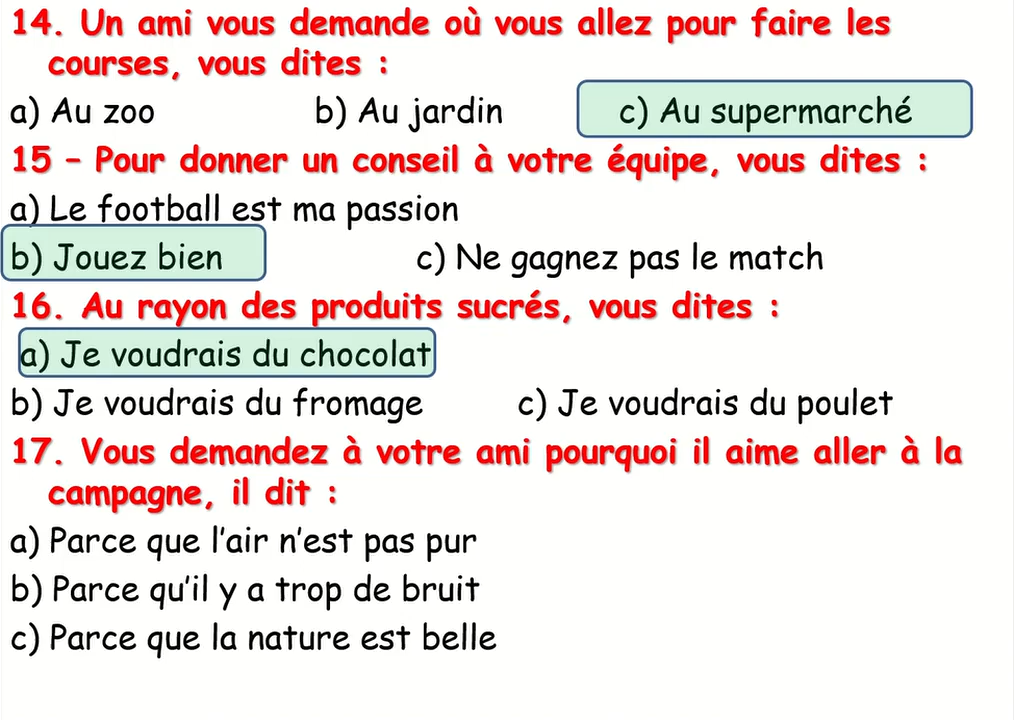 14. Un ami vous demande où vous allez pour faire les
courses, vous dites :
a) Au zoo b) Au jardin c) Au supermarché
15 – Pour donner un conseil à votre équipe, vous dites :
a) Le football est ma passion
b) Jouez bien c) Ne gagnez pas le match
16. Au rayon des produits sucrés, vous dites :
a) Je voudrais du chocolat
b) Je voudrais du fromage c) Je voudrais du poulet
17. Vous demandez à votre ami pourquoi il aime aller à la
campagne, il dit :
a) Parce que l'air n'est pas pur
b) Parce qu'il y a trop de bruit
c) Parce que la nature est belle